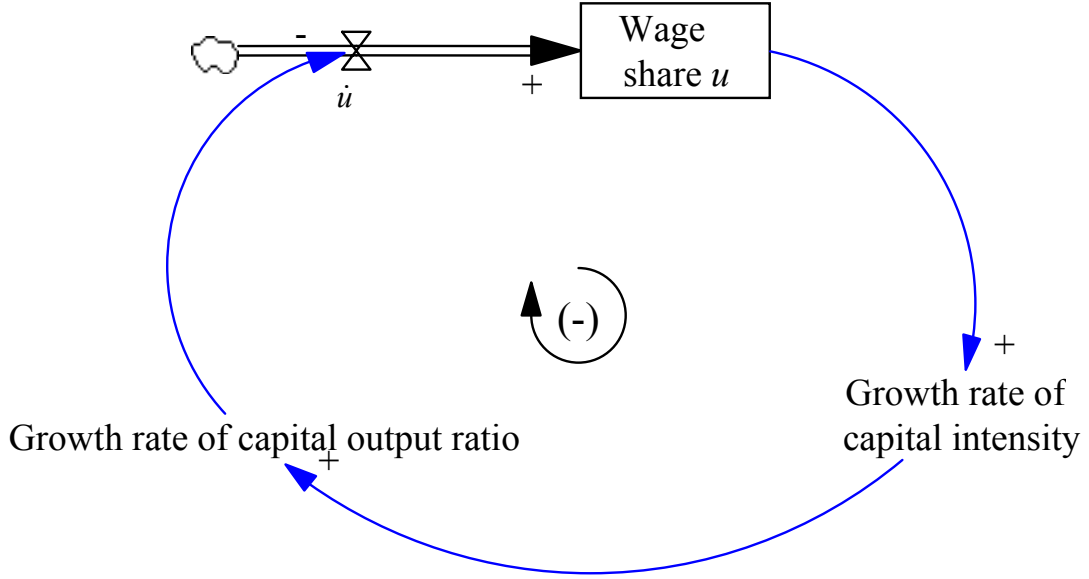 -
Wage
share u
u̇
+
(-)
+
Growth rate of
capital intensity
Growth rate of capital output ratio
+